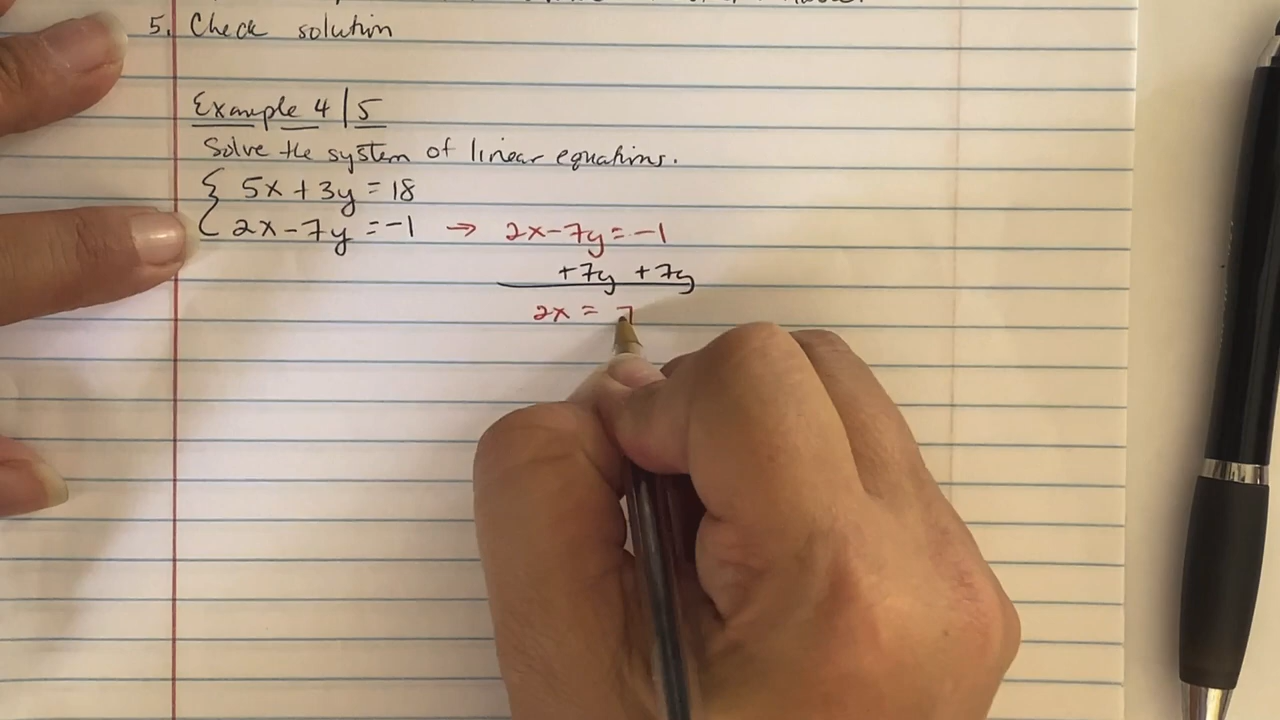 5. Check solution
Example 4 | 5
Solve the system of linear equations.
{ 5x + 3y = 18
2x - 7y = -1 → 2x - 7y = -1
+7y +7y
2x = 7